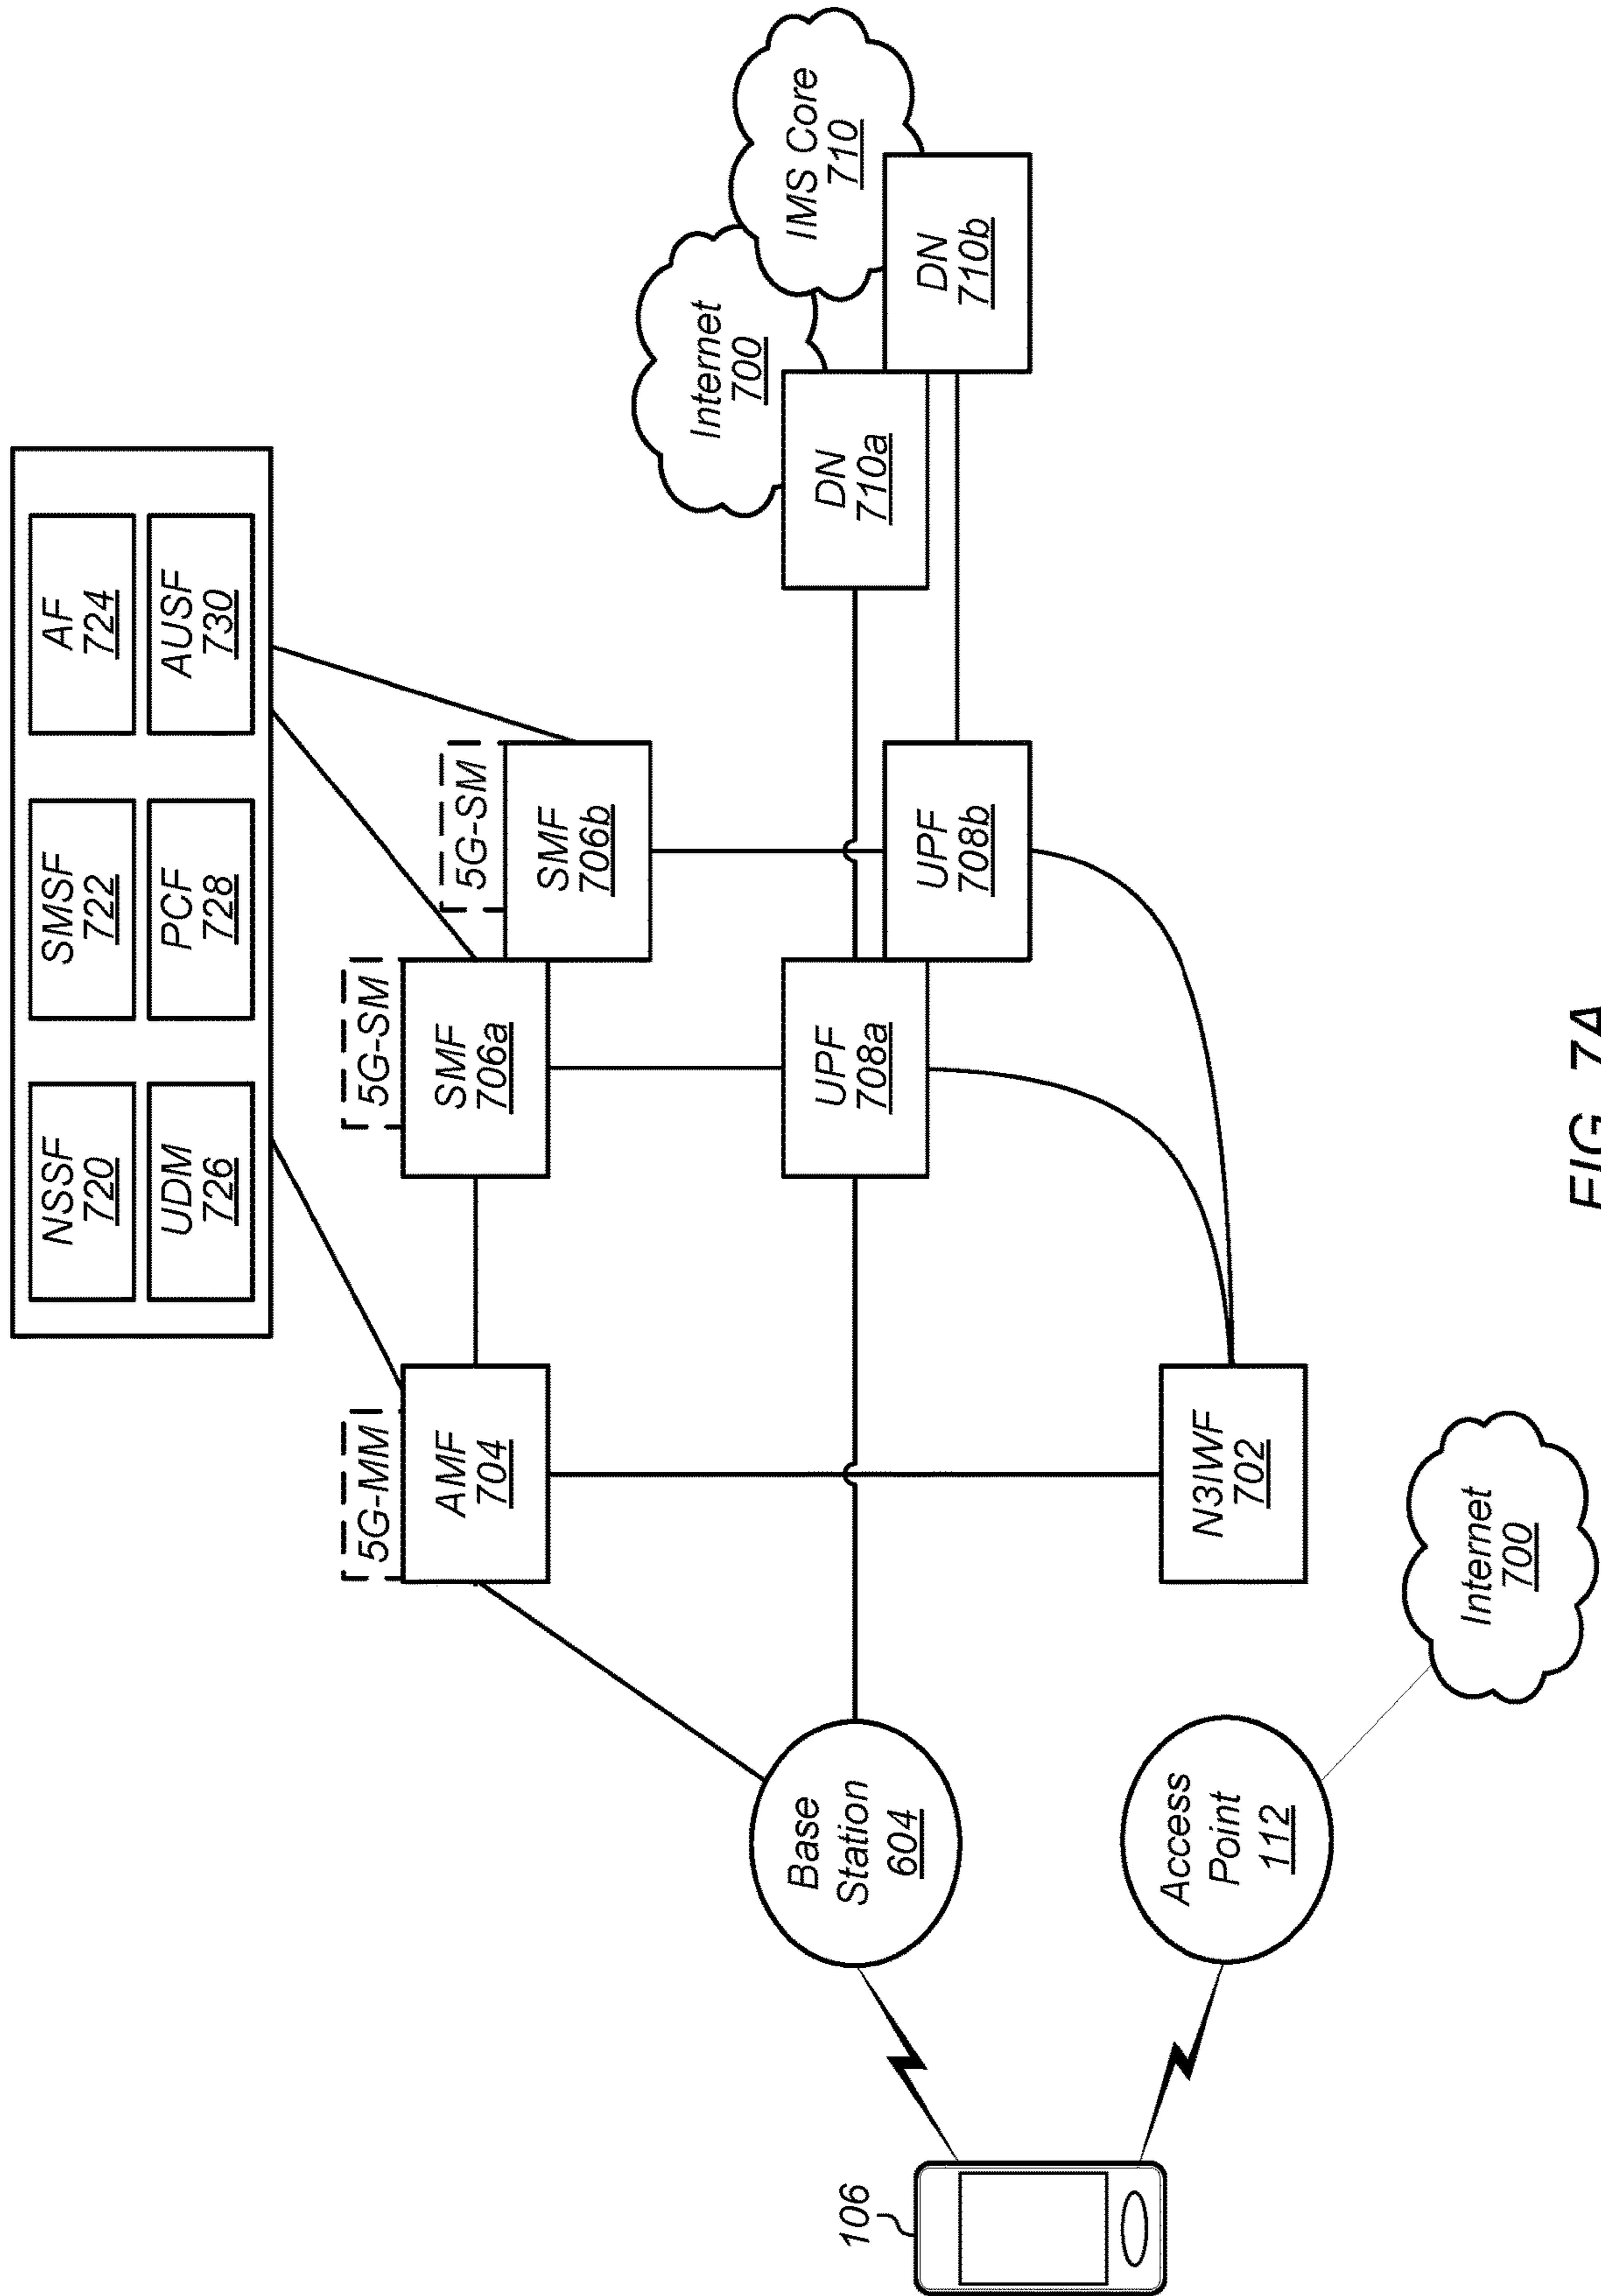 NSSF
720
SMSF
722
AF
724
UDM
726
PCF
728
AUSF
730
5G-MM
AMF
704
5G-SM
SMF
706a
5G-SM
SMF
706b
Internet
700
IMS Core
710
106
Base
Station
604
UPF
708a
UPF
708b
DN
710a
DN
710b
Access
Point
112
N3IWF
702
Internet
700
FIG. 7A